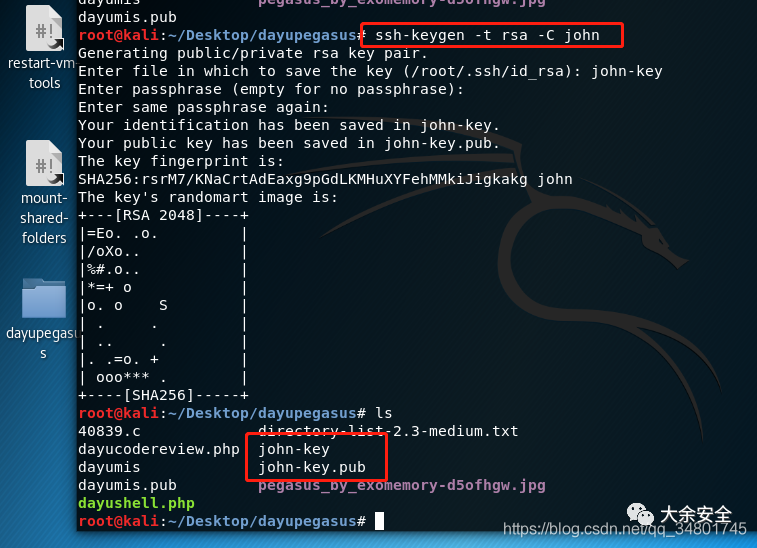 dayumis             pegasus_by_exomemory-d5ofhgw.jpg
dayumis.pub
root@kali:~/Desktop/dayupegasus# ssh-keygen -t rsa -C john
Generating public/private rsa key pair.
Enter file in which to save the key (/root/.ssh/id_rsa): john-key
Enter passphrase (empty for no passphrase):
Enter same passphrase again:
Your identification has been saved in john-key.
Your public key has been saved in john-key.pub.
The key fingerprint is:
SHA256:rsrM7/KNaCrtAdEaxg9pGdLKMHuXYFehMMkiJigkakg john
The key's randomart image is:
+---[RSA 2048]----+
|=Eo. .o.         |
|/oXo..           |
|%#.o..           |
|*=+ o            |
|o. o    S        |
| .     .         |
| ..     .        |
|. .=o. +         |
| ooo*** .        |
+----[SHA256]-----+
root@kali:~/Desktop/dayupegasus# ls
40839.c             directory-list-2.3-medium.txt
dayucodereview.php  john-key
dayumis             john-key.pub
dayumis.pub         pegasus_by_exomemory-d5ofhgw.jpg
dayushell.php
root@kali:~/Desktop/dayupegasus#
#!
restart-vm-
tools
#!
mount-
shared-
folders
dayupegasu
s
大余安全
https://blog.csdn.net/qq_34801745